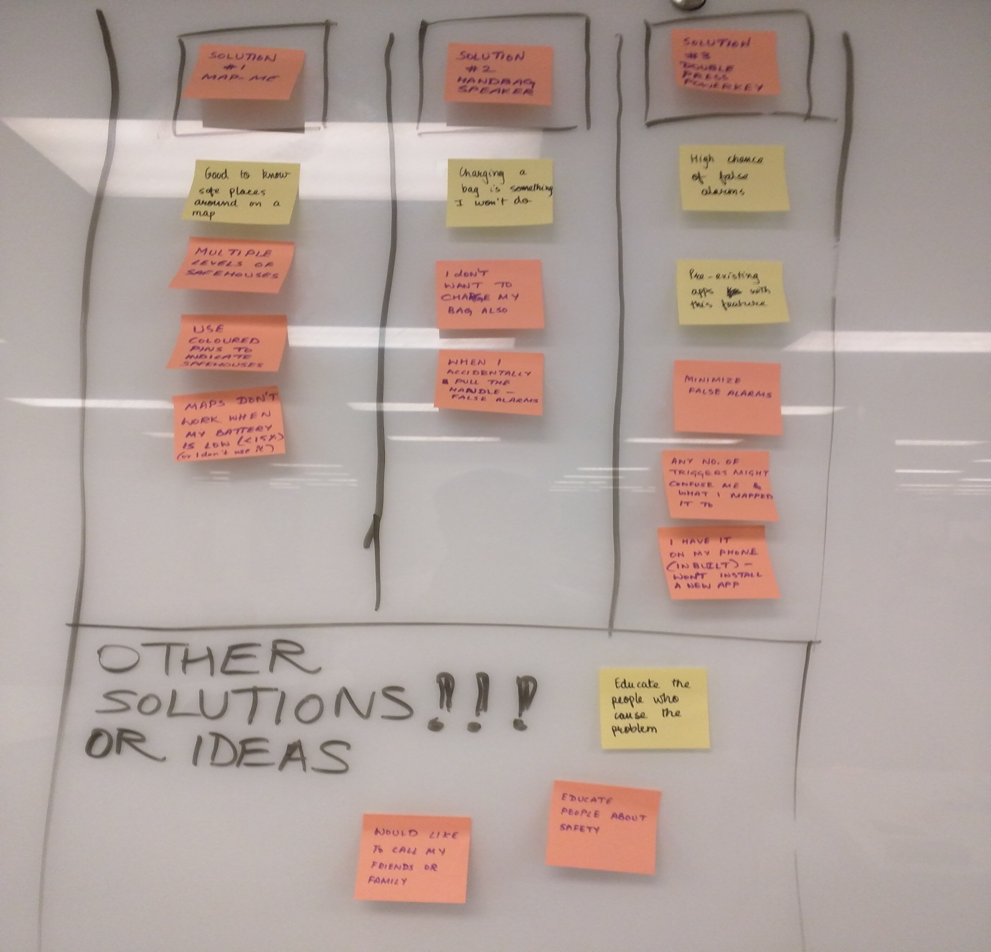 SOLUTION
#1
MAP-ME
Good to know
safe places
around on a
map
MULTIPLE
LEVELS OF
SAFEHOUSES
USE
COLOURED
PINS TO
INDICATE
SAFEHOUSES
MAPS DON'T
WORK WHEN
MY BATTERY
IS LOW (<15%)
(or I don't use it)
SOLUTION
#2
HANDBAG
SPEAKER
Charging a
bag is something
I won't do
I DON'T
WANT TO
CHARGE MY
BAG ALSO
WHEN I
ACCIDENTALLY
PULL THE
HANDLE –
FALSE ALARMS
SOLUTION
#3
DOUBLE
PRESS
POWERKEY
High chance
of false
alarms
Pre-existing
apps with
this feature
MINIMIZE
FALSE ALARMS
ANY NO. OF
TRIGGERS MIGHT
CONFUSE ME &
WHAT I MAPPED
IT TO
I HAVE IT
ON MY PHONE
(INBUILT) –
WON'T INSTALL
A NEW APP
OTHER
SOLUTIONS !!!
OR IDEAS
Educate the
people who
cause the
problem
EDUCATE
PEOPLE ABOUT
SAFETY
WOULD LIKE
TO CALL MY
FRIENDS OR
FAMILY